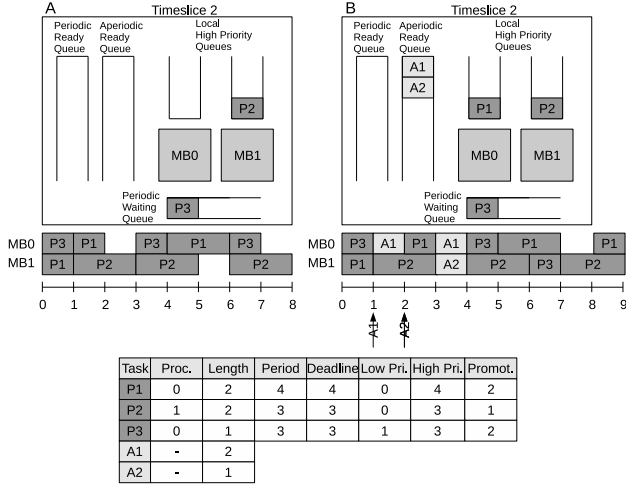 A
Timeslice 2
Periodic Ready Queue
Aperiodic Ready Queue
Local High Priority Queues
P2
MB0 MB1
Periodic Waiting Queue
P3
MB0 P3 P1 P3 P1 P3
MB1 P1 P2 P2 P2
0 1 2 3 4 5 6 7 8
B
Timeslice 2
Periodic Ready Queue
Aperiodic Ready Queue
Local High Priority Queues
A1
A2
P1 P2
MB0 MB1
Periodic Waiting Queue
P3
MB0 P3 A1 P1 A1 P3 P1 P1
MB1 P1 P2 A2 P2 P3 P2
0 1 2 3 4 5 6 7 8 9
A1 A2
Task Proc. Length Period Deadline Low Pri. High Pri. Promot.
P1 0 2 4 4 0 4 2
P2 1 2 3 3 0 3 1
P3 0 1 3 3 1 3 2
A1 - 2
A2 - 1